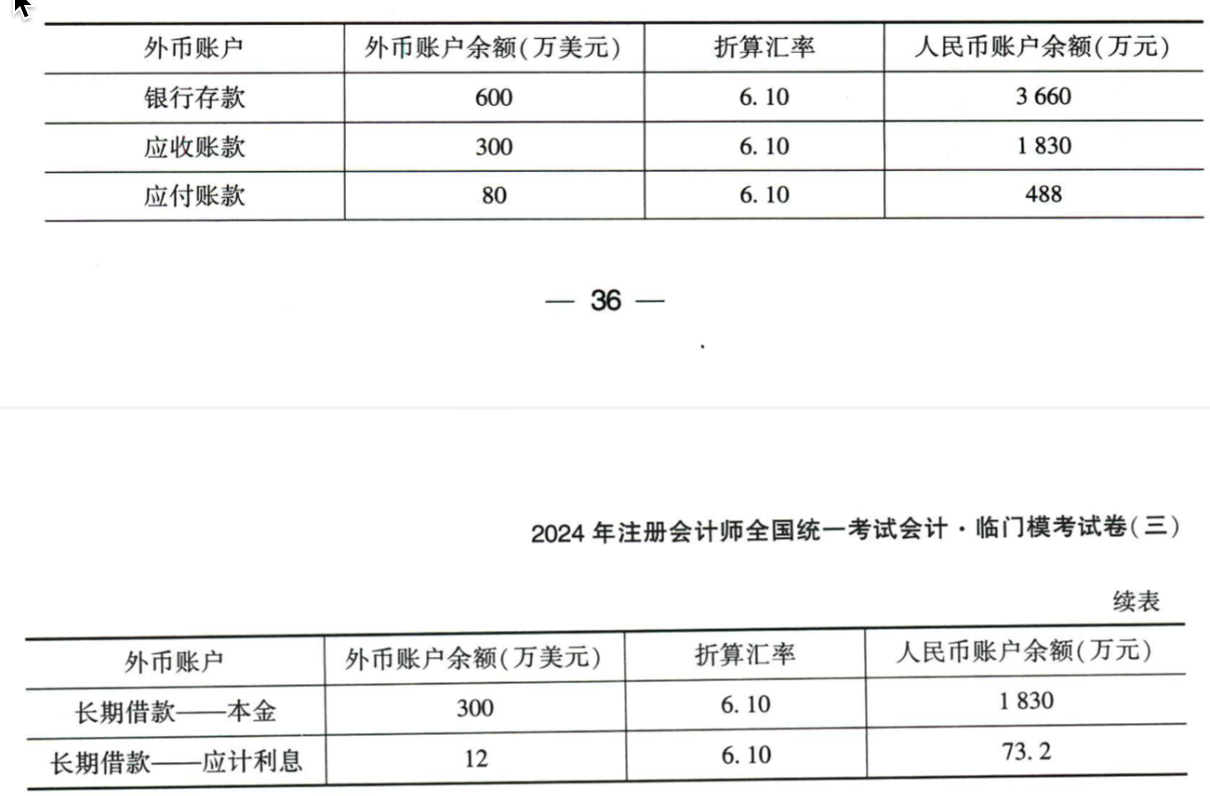 外币账户 外币账户余额(万美元) 折算汇率 人民币账户余额(万元)
银行存款 600 6.10 3 660
应收账款 300 6.10 1 830
应付账款 80 6.10 488
— 36 —
2024年注册会计师全国统一考试会计·临门模考试卷(三)
续表
外币账户 外币账户余额(万美元) 折算汇率 人民币账户余额(万元)
长期借款——本金 300 6.10 1 830
长期借款——应计利息 12 6.10 73.2